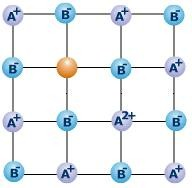 A⁺ B⁻ A⁺ B⁻
B⁻ B⁻ A⁺
A⁺ B⁻ A²⁺ B⁻
B⁻ A⁺ B⁻ A⁺